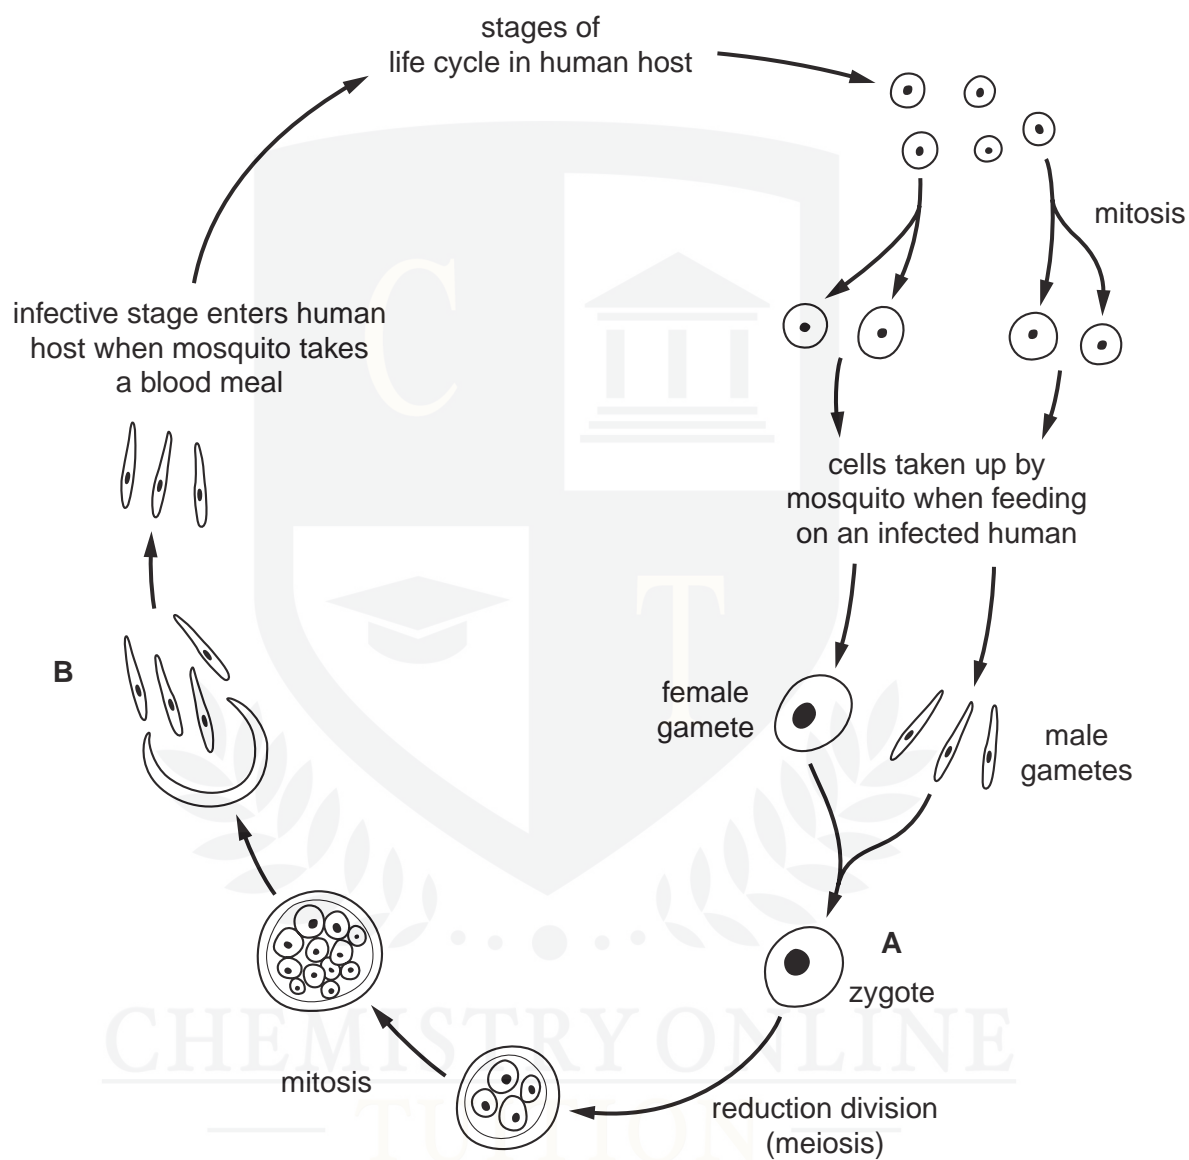 stages of
life cycle in human host
mitosis
infective stage enters human
host when mosquito takes
a blood meal
cells taken up by
mosquito when feeding
on an infected human
B
female
gamete
male
gametes
A
zygote
mitosis
reduction division
(meiosis)
C
T
CHEMISTRY ONLINE
TUITION